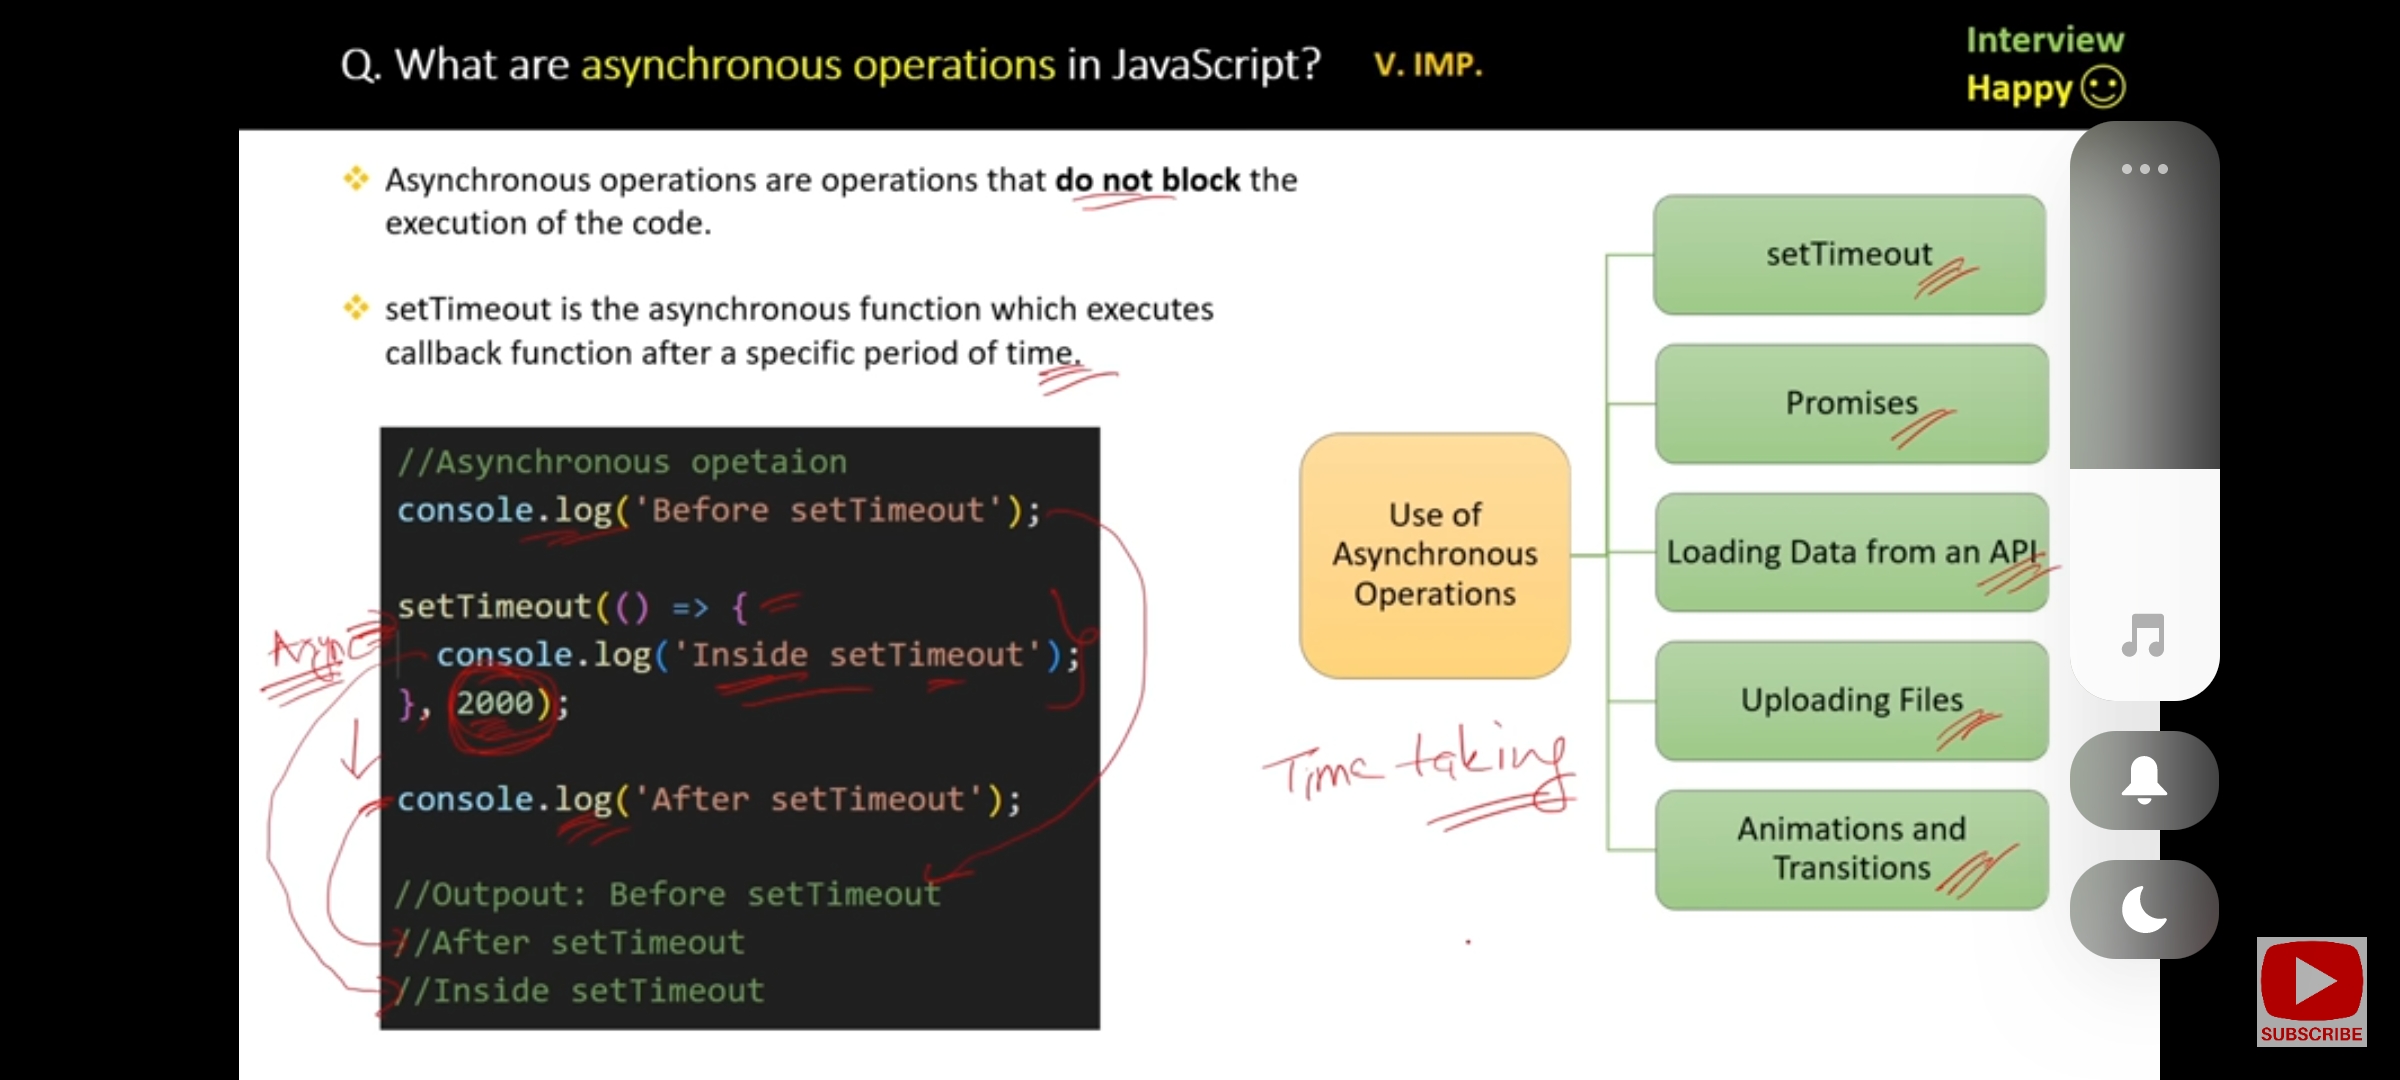 Q. What are asynchronous operations in JavaScript? V. IMP.
Interview
Happy
Asynchronous operations are operations that do not block the
execution of the code.
setTimeout is the asynchronous function which executes
callback function after a specific period of time.
//Asynchronous opetaion
console.log('Before setTimeout');
setTimeout(() => {
console.log('Inside setTimeout');
}, 2000);
console.log('After setTimeout');
//Outpout: Before setTimeout
//After setTimeout
//Inside setTimeout
Async
Use of
Asynchronous
Operations
Time taking
setTimeout
Promises
Loading Data from an API
Uploading Files
Animations and
Transitions
SUBSCRIBE